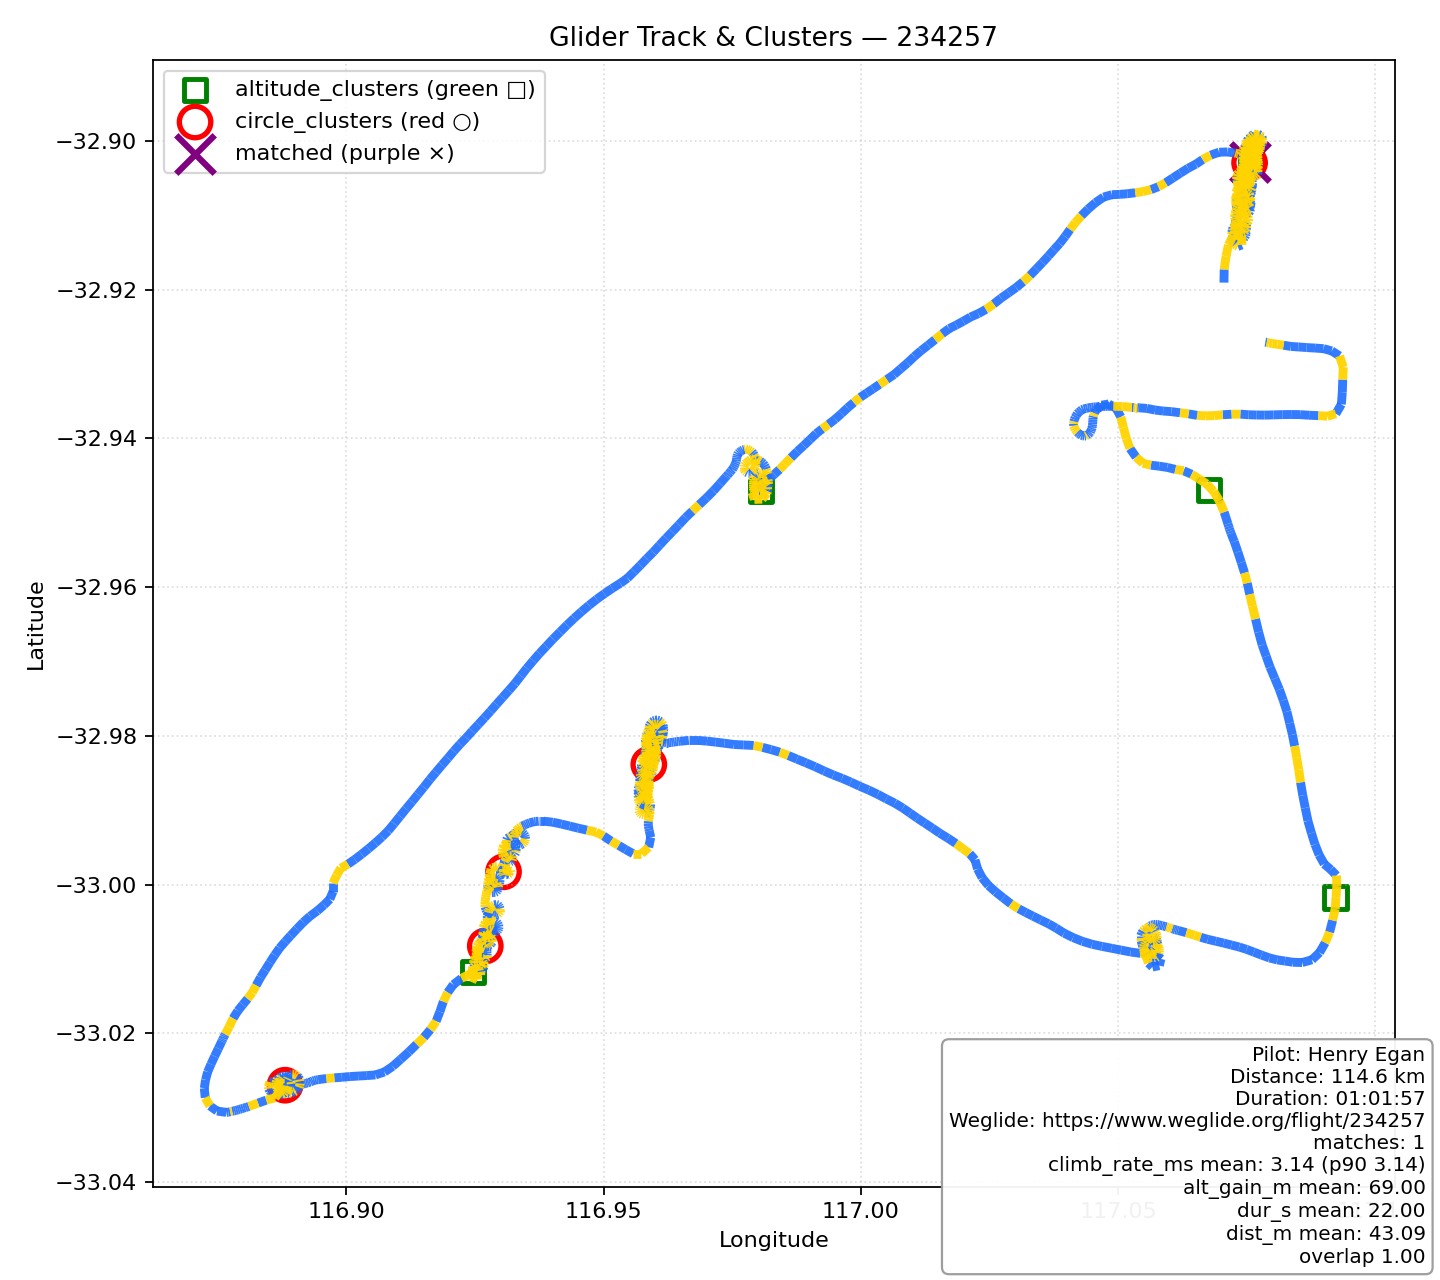 Glider Track & Clusters — 234257
altitude_clusters (green □)
circle_clusters (red ○)
matched (purple ×)
−32.90
−32.92
−32.94
−32.96
−32.98
−33.00
−33.02
−33.04
Latitude
116.90
116.95
117.00
117.05
Longitude
Pilot: Henry Egan
Distance: 114.6 km
Duration: 01:01:57
Weglide: https://www.weglide.org/flight/234257
matches: 1
climb_rate_ms mean: 3.14 (p90 3.14)
alt_gain_m mean: 69.00
dur_s mean: 22.00
dist_m mean: 43.09
overlap 1.00